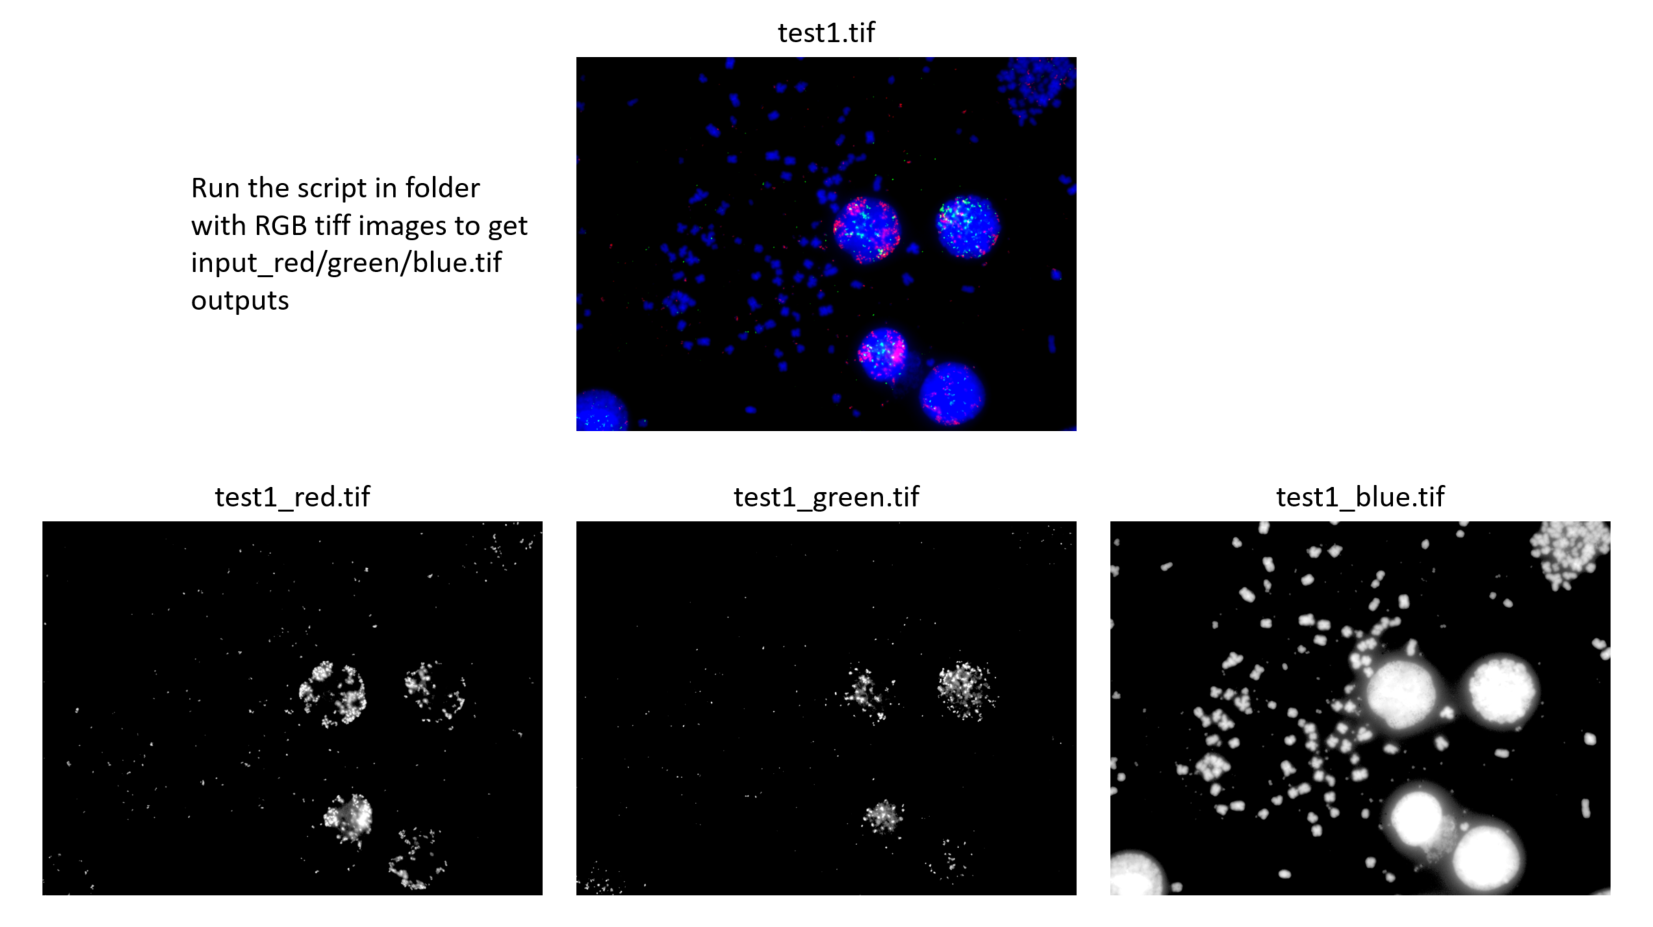 test1.tif
Run the script in folder
with RGB tiff images to get
input_red/green/blue.tif
outputs
test1_red.tif
test1_green.tif
test1_blue.tif